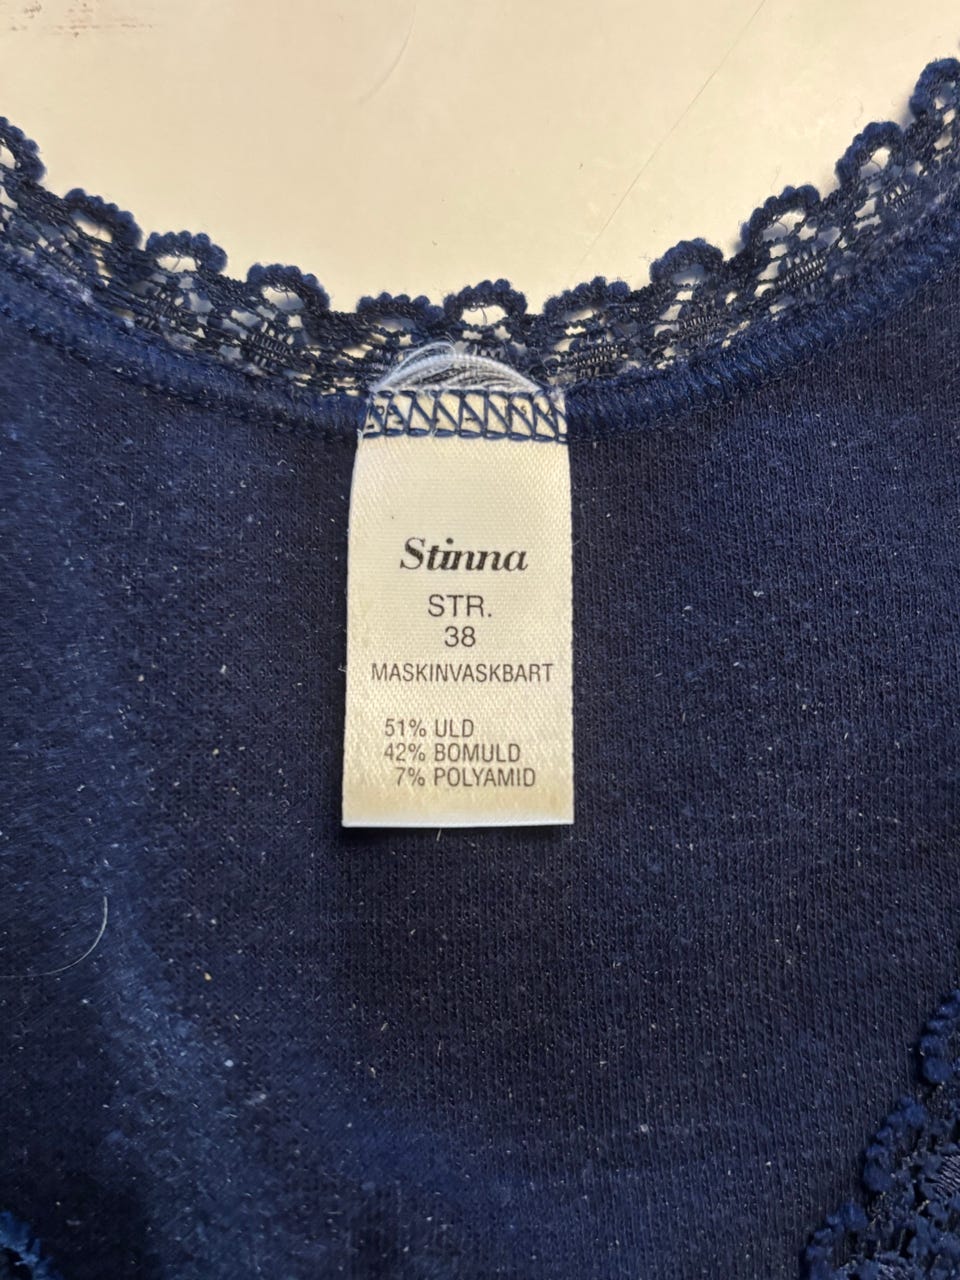 Stinna
STR.
38
MASKINVASKBART
51% ULD
42% BOMULD
7% POLYAMID